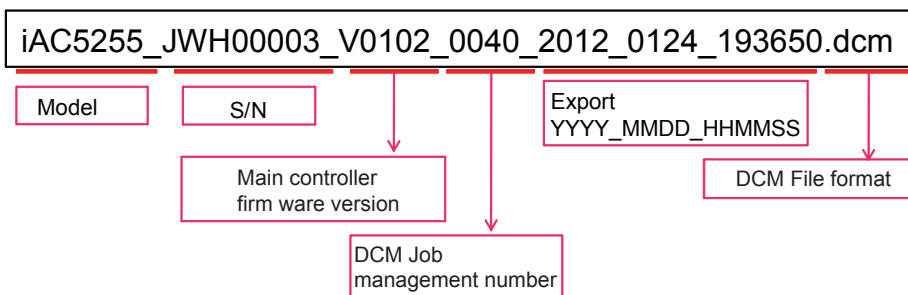 iAC5255_JWH00003_V0102_0040_2012_0124_193650.dcm
Model
S/N
Export
YYYY_MMDD_HHMMSS
Main controller
firm ware version
DCM File format
DCM Job
management number